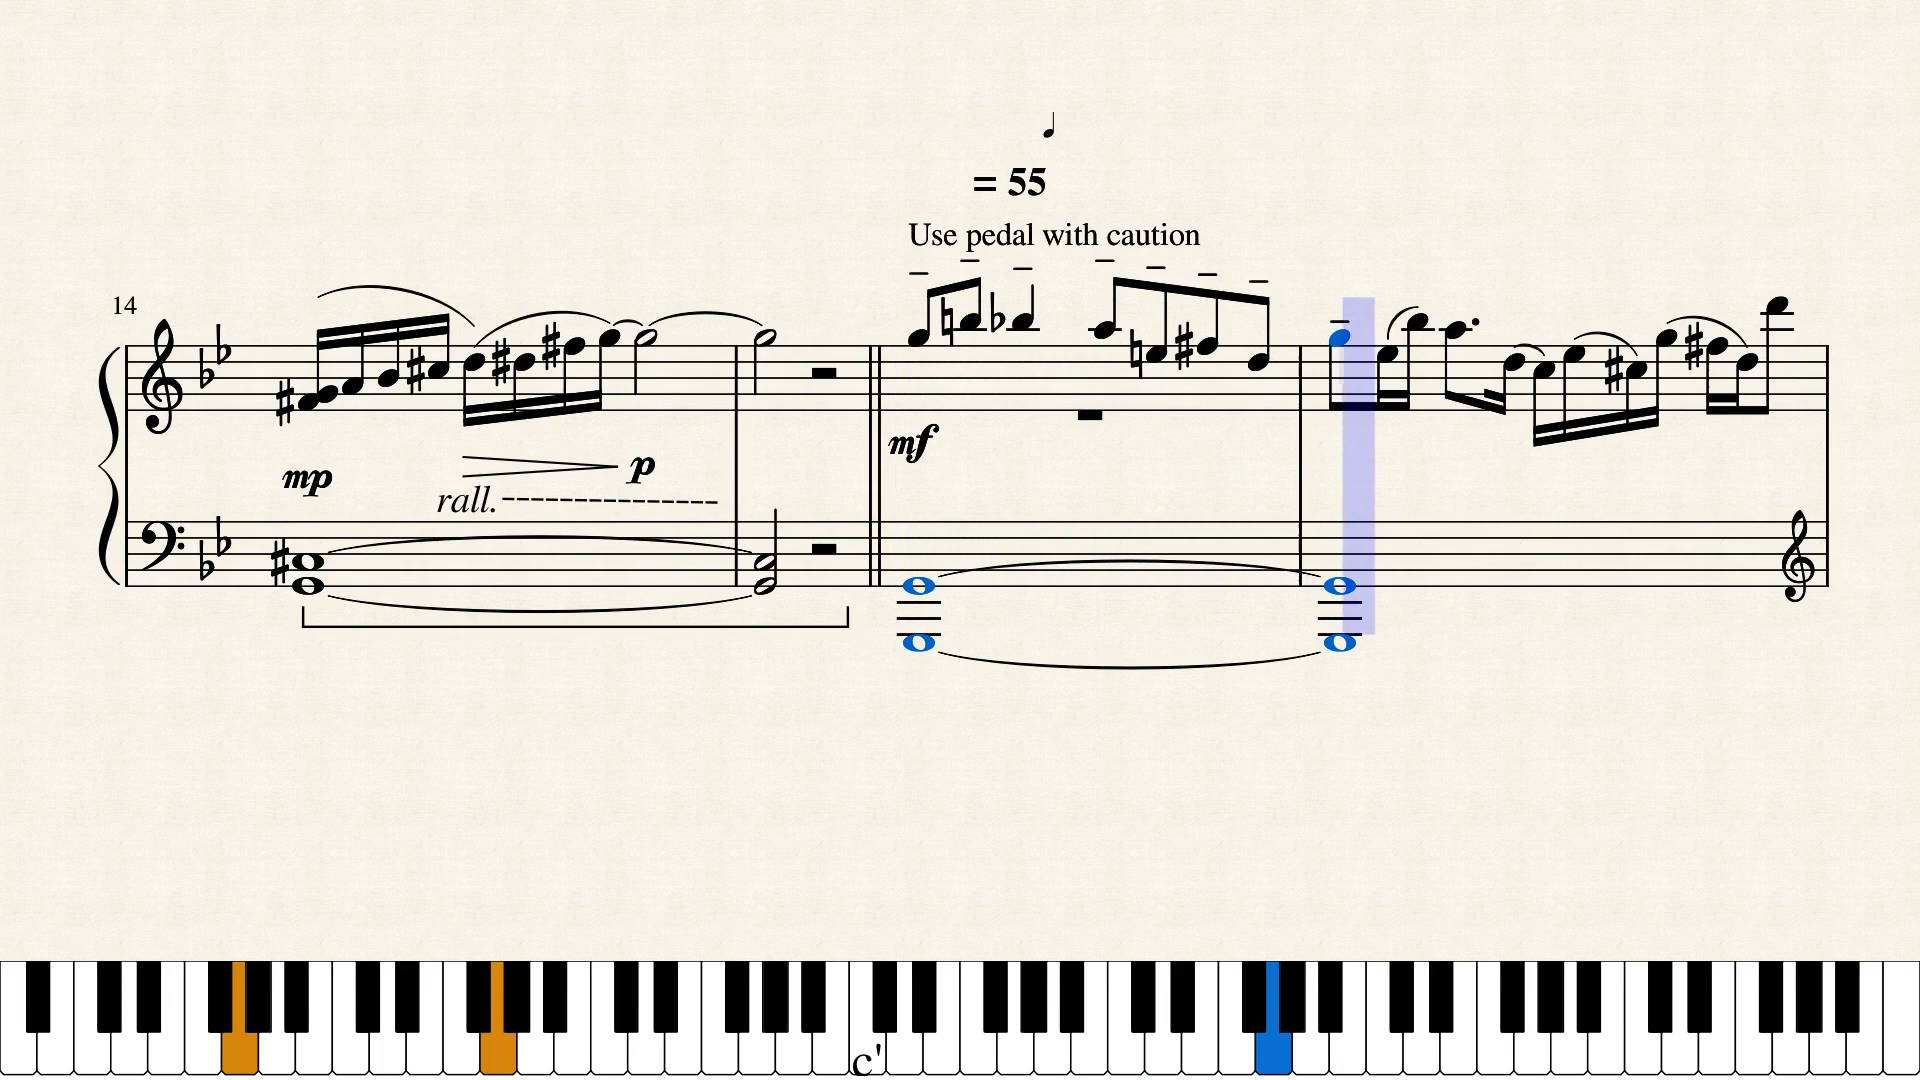 = 55
Use pedal with caution
14
mf
mp
p
rall.
c'